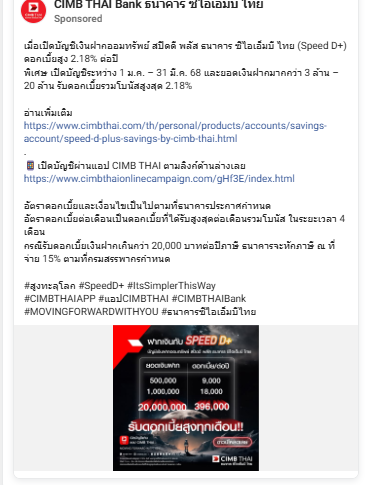 CIMB THAI Bank ธนาคาร ซีไอเอ็มบี ไทย
Sponsored
เมื่อเปิดบัญชีเงินฝากออมทรัพย์ สปีดดี พลัส ธนาคาร ซีไอเอ็มบี ไทย (Speed D+)
ดอกเบี้ยสูง 2.18% ต่อปี
พิเศษ เปิดบัญชีระหว่าง 1 ม.ค. – 31 มี.ค. 68 และยอดเงินฝากมากกว่า 3 ล้าน –
20 ล้าน รับดอกเบี้ยรวมโบนัสสูงสุด 2.18%
อ่านเพิ่มเติม
https://www.cimbthai.com/th/personal/products/accounts/savings-
account/speed-d-plus-savings-by-cimb-thai.html
.
เปิดบัญชีผ่านแอป CIMB THAI ตามลิงก์ด้านล่างเลย
https://www.cimbthaionlinecampaign.com/gHf3E/index.html
อัตราดอกเบี้ยและเงื่อนไขเป็นไปตามที่ธนาคารประกาศกำหนด
อัตราดอกเบี้ยต่อเดือนเป็นดอกเบี้ยที่ได้รับสูงสุดต่อเดือนรวมโบนัส ในระยะเวลา 4
เดือน
กรณีรับดอกเบี้ยเงินฝากเกินกว่า 20,000 บาทต่อปีภาษี ธนาคารจะหักภาษี ณ ที่
จ่าย 15% ตามที่กรมสรรพากรกำหนด
#สูงทะลุโลก #SpeedD+ #ItsSimplerThisWay
#CIMBTHAIAPP #แอปCIMBTHAI #CIMBTHAIBank
#MOVINGFORWARDWITHYOU #ธนาคารซีไอเอ็มบีไทย
ฝากเงินกับ SPEED D+
ยอดเงินฝาก ดอกเบี้ย/ต่อปี
500,000 9,000
1,000,000 18,000
20,000,000 396,000
รับดอกเบี้ยสูงทุกเดือน!!
CIMB THAI